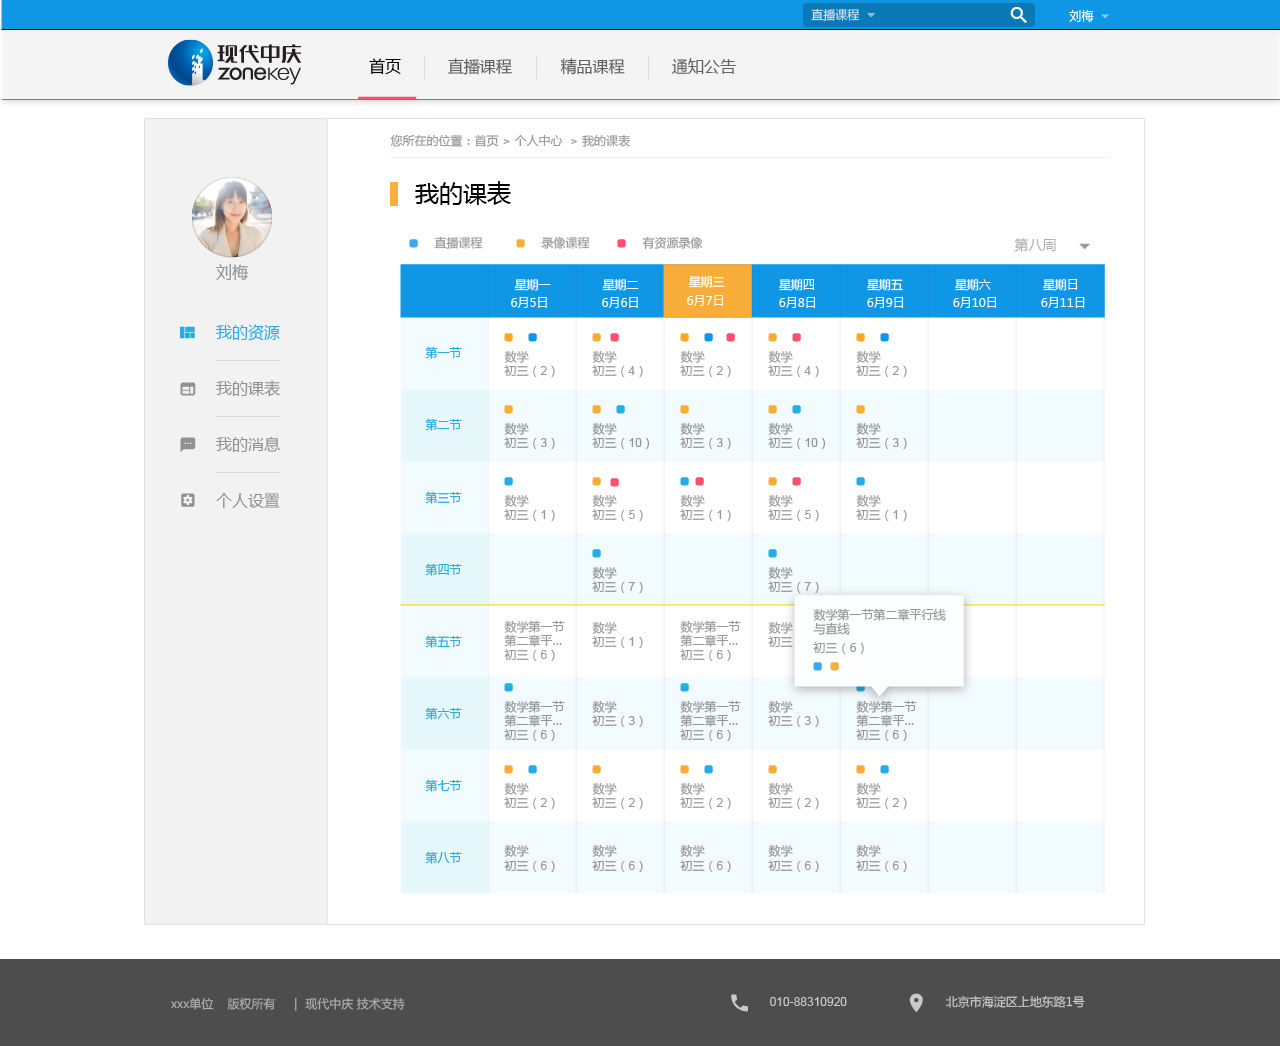 直播课程
刘梅
现代中庆
zonekey
首页
直播课程
精品课程
通知公告
您所在的位置：首页 > 个人中心 > 我的课表
我的课表
刘梅
我的资源
我的课表
我的消息
个人设置
直播课程
录像课程
有资源录像
第八周
星期一 星期二 星期三 星期四 星期五 星期六 星期日
6月5日 6月6日 6月7日 6月8日 6月9日 6月10日 6月11日
第一节
数学 数学 数学 数学 数学
初三（2） 初三（4） 初三（2） 初三（4） 初三（2）
第二节
数学 数学 数学 数学 数学
初三（3） 初三（10） 初三（3） 初三（10） 初三（3）
第三节
数学 数学 数学 数学 数学
初三（1） 初三（5） 初三（1） 初三（5） 初三（1）
第四节
数学 数学
初三（7） 初三（7）
第五节
数学第一节 数学 数学第一节 数学
第二章平... 初三（1） 第二章平... 初三
初三（6） 初三（6）
数学第一节第二章平行线
与直线
初三（6）
第六节
数学第一节 数学 数学第一节 数学 数学第一节
第二章平... 初三（3） 第二章平... 初三（3） 第二章平...
初三（6） 初三（6） 初三（6）
第七节
数学 数学 数学 数学 数学
初三（2） 初三（2） 初三（2） 初三（2） 初三（2）
第八节
数学 数学 数学 数学 数学
初三（6） 初三（6） 初三（6） 初三（6） 初三（6）
xxx单位 版权所有 | 现代中庆 技术支持
010-88310920
北京市海淀区上地东路1号